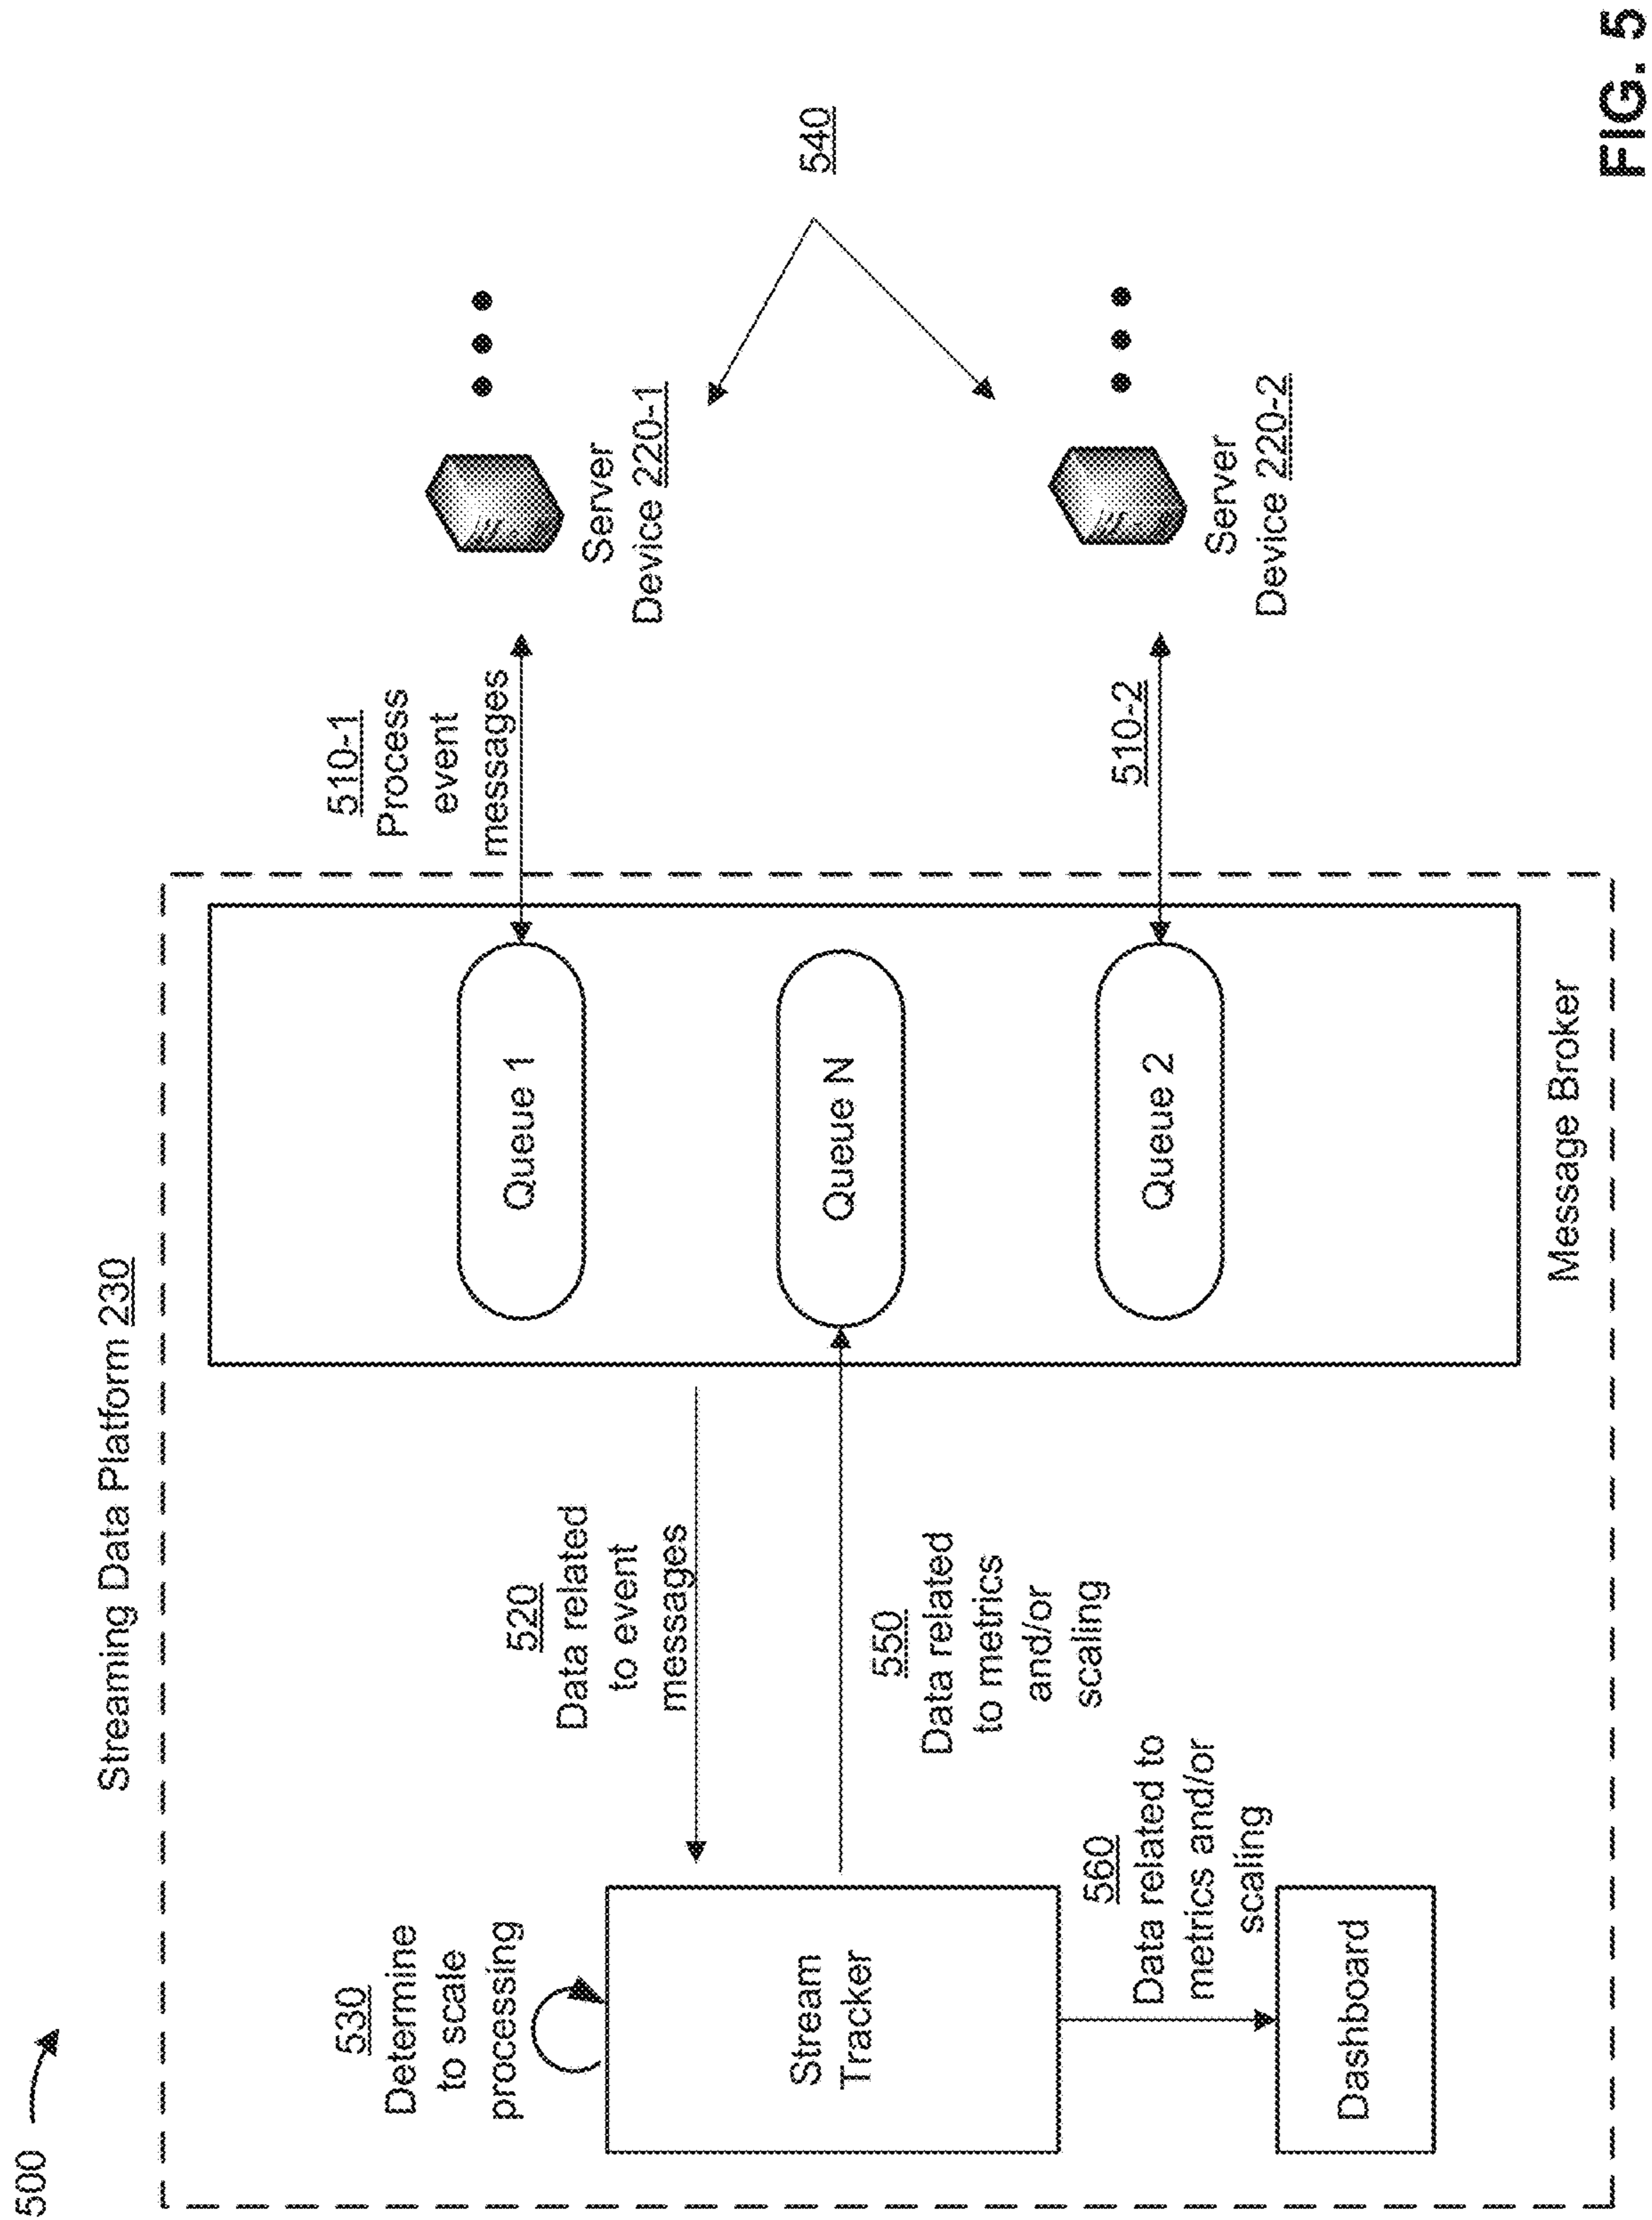 500
Streaming Data Platform 230
530
Determine
to scale
processing
Stream
Tracker
520
Data related
to event
messages
550
Data related
to metrics
and/or
scaling
560
Data related to
metrics and/or
scaling
Dashboard
Queue 1
Queue N
Queue 2
Message Broker
510-1
Process
event
messages
510-2
Server
Device 220-1
Server
Device 220-2
540
FIG. 5